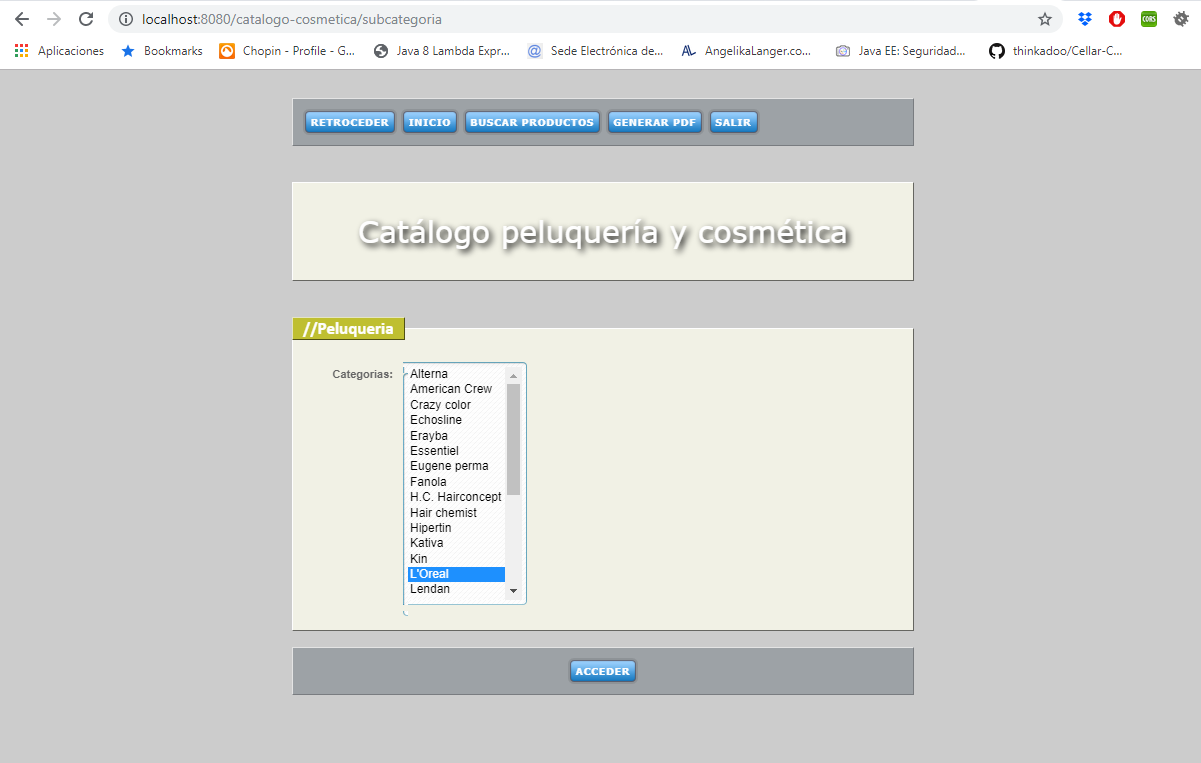 localhost:8080/catalogo-cosmetica/subcategoria
CORS
Aplicaciones Bookmarks Chopin - Profile - G... Java 8 Lambda Expr... Sede Electrónica de... AngelikaLanger.co... Java EE: Seguridad... thinkadoo/Cellar-C...
RETROCEDER INICIO BUSCAR PRODUCTOS GENERAR PDF SALIR
Catálogo peluquería y cosmética
//Peluqueria
Categorias:
Alterna
American Crew
Crazy color
Echosline
Erayba
Essentiel
Eugene perma
Fanola
H.C. Hairconcept
Hair chemist
Hipertin
Kativa
Kin
L'Oreal
Lendan
ACCEDER